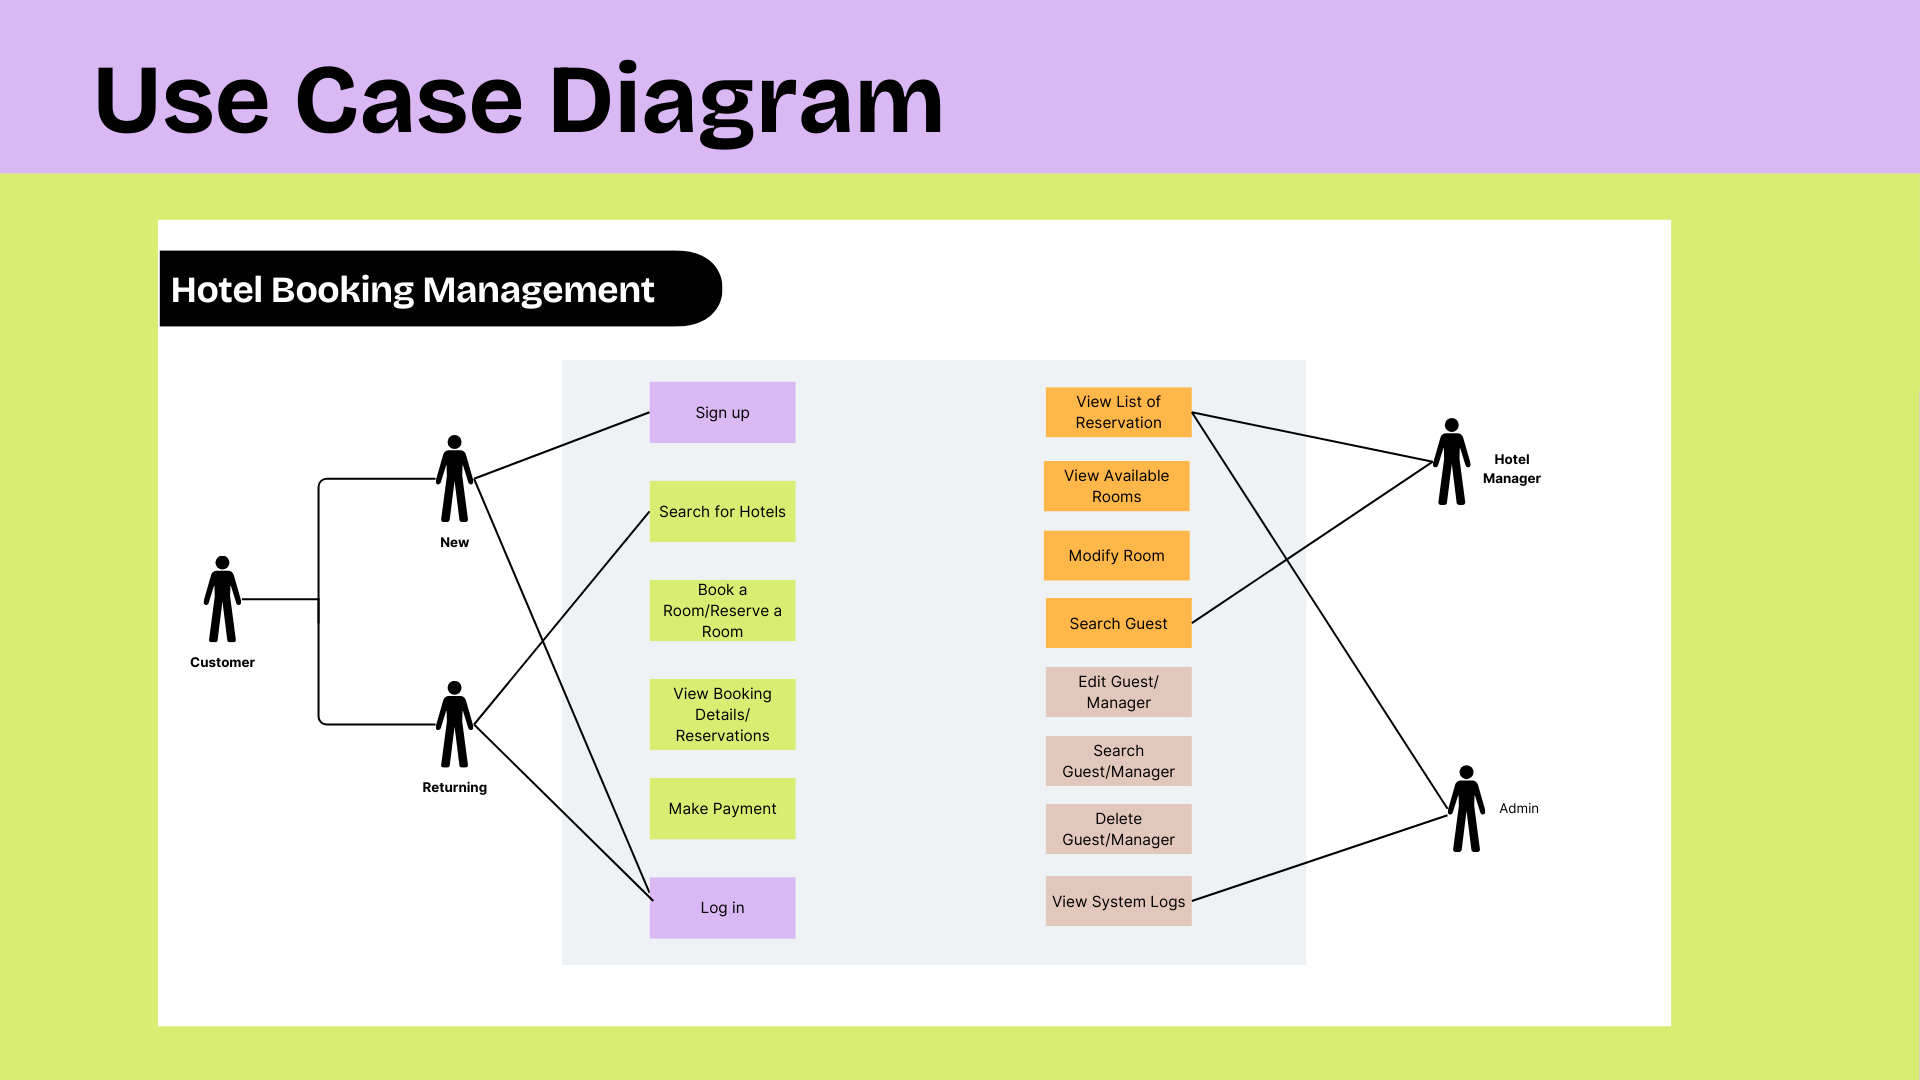 Use Case Diagram
Hotel Booking Management
Customer
New
Returning
Sign up
Search for Hotels
Book a
Room/Reserve a
Room
View Booking
Details/
Reservations
Make Payment
Log in
View List of
Reservation
View Available
Rooms
Modify Room
Search Guest
Edit Guest/
Manager
Search
Guest/Manager
Delete
Guest/Manager
View System Logs
Hotel
Manager
Admin